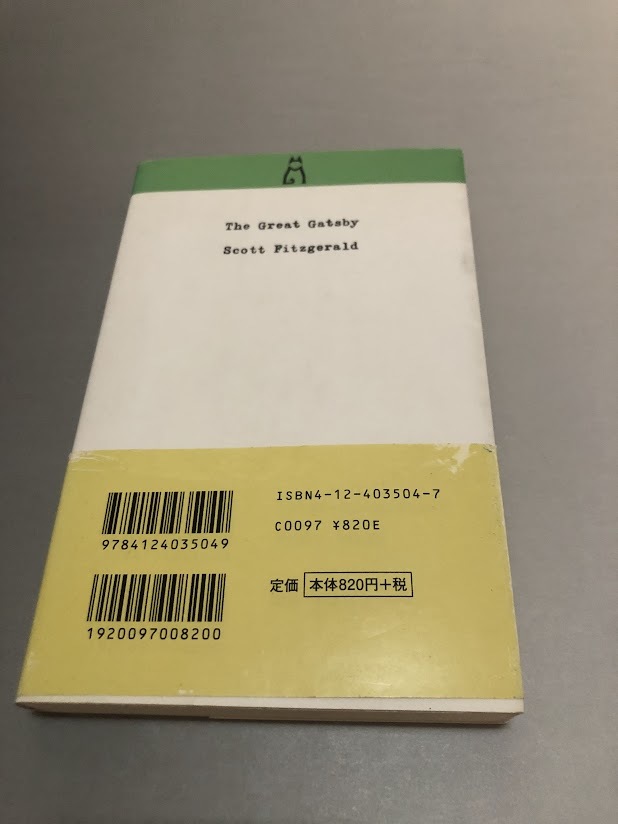 The Great Gatsby
Scott Fitzgerald
ISBN4-12-403504-7
9784124035049
C0097 ¥820E
定価 本体820円+税
1920097008200